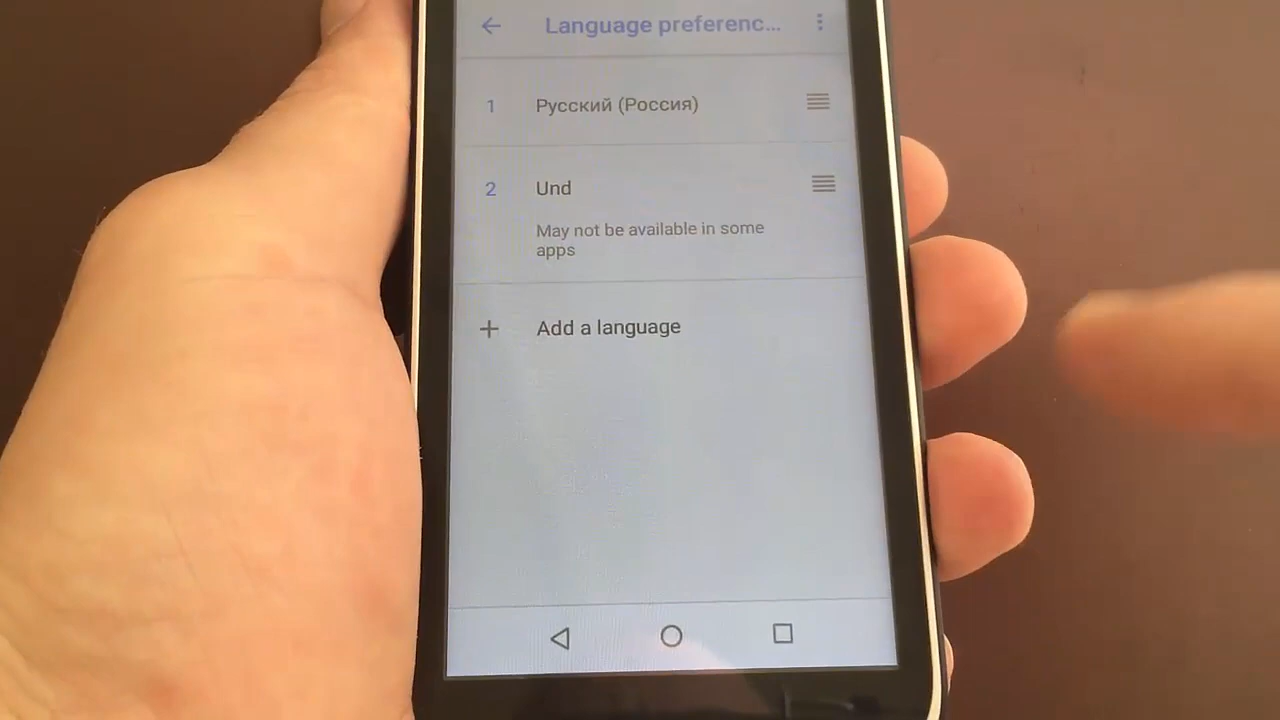 Language preferenc...
1 Русский (Россия)
2 Und
May not be available in some
apps
+ Add a language